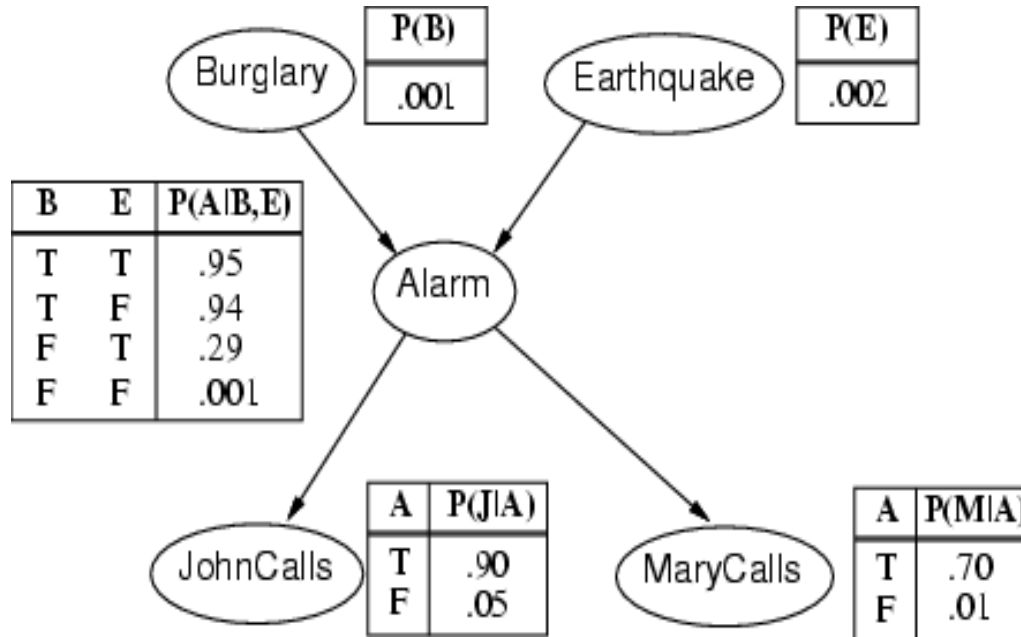 Burglary
P(B)
.001
Earthquake
P(E)
.002
B E P(A|B,E)
T T .95
T F .94
F T .29
F F .001
Alarm
JohnCalls
A P(J|A)
T .90
F .05
MaryCalls
A P(M|A)
T .70
F .01